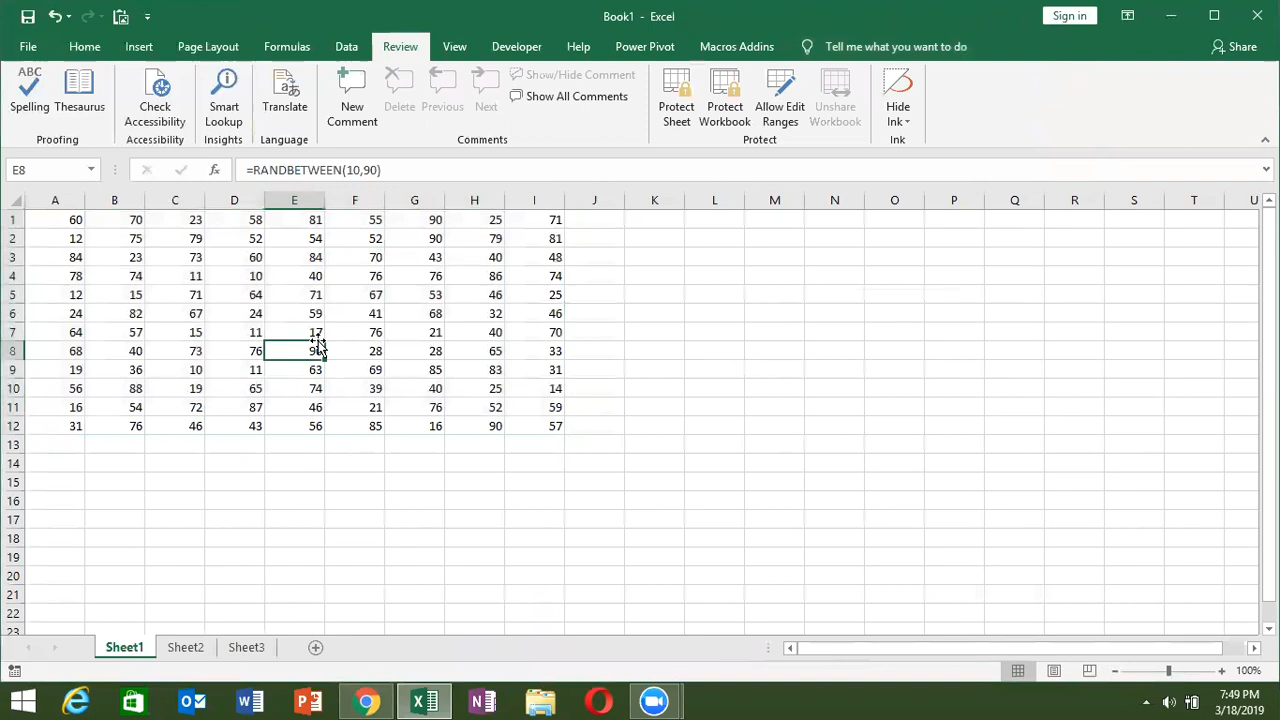 Book1 - Excel
Sign in
File Home Insert Page Layout Formulas Data Review View Developer Help Power Pivot Macros Addins Tell me what you want to do Share
ABC
Spelling Thesaurus Check Accessibility Smart Lookup Translate New Comment Delete Previous Next Show/Hide Comment Show All Comments Protect Sheet Protect Workbook Allow Edit Ranges Unshare Workbook Hide Ink
Proofing Accessibility Insights Language Comments Protect Ink
E8 fx =RANDBETWEEN(10,90)
A B C D E F G H I J K L M N O P Q R S T U
1 60 70 23 58 81 55 90 25 71
2 12 75 79 52 54 52 90 79 81
3 84 23 73 60 84 70 43 40 48
4 78 74 11 10 40 76 76 86 74
5 12 15 71 64 71 67 53 46 25
6 24 82 67 24 59 41 68 32 46
7 64 57 15 11 17 76 21 40 70
8 68 40 73 76 28 28 65 33
9 19 36 10 11 63 69 85 83 31
10 56 88 19 65 74 39 40 25 14
11 16 54 72 87 46 21 76 52 59
12 31 76 46 43 56 85 16 90 57
13
14
15
16
17
18
19
20
21
22
23
Sheet1 Sheet2 Sheet3
100%
7:49 PM
3/18/2019